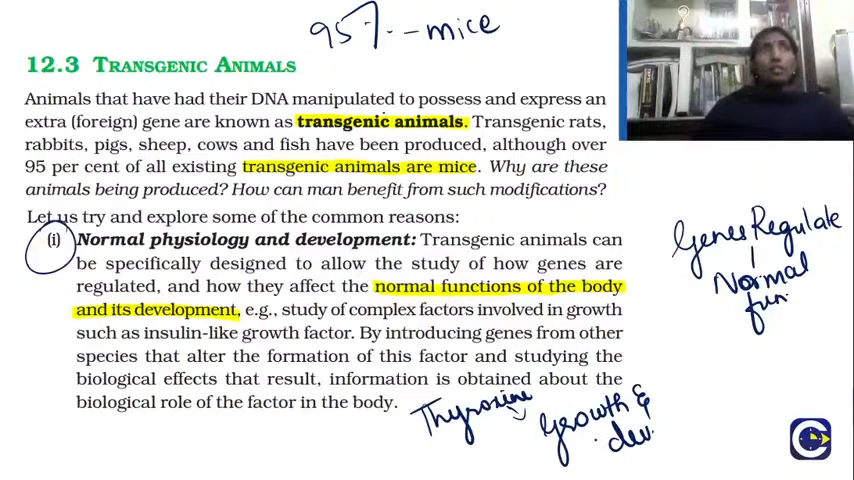 95% - mice
12.3 TRANSGENIC ANIMALS
Animals that have had their DNA manipulated to possess and express an
extra (foreign) gene are known as transgenic animals. Transgenic rats,
rabbits, pigs, sheep, cows and fish have been produced, although over
95 per cent of all existing transgenic animals are mice. Why are these
animals being produced? How can man benefit from such modifications?
Let us try and explore some of the common reasons:
(i) Normal physiology and development: Transgenic animals can
be specifically designed to allow the study of how genes are
regulated, and how they affect the normal functions of the body
and its development, e.g., study of complex factors involved in growth
such as insulin-like growth factor. By introducing genes from other
species that alter the formation of this factor and studying the
biological effects that result, information is obtained about the
biological role of the factor in the body.
Genes Regulate
Normal
fun
Thyroxine
Growth &
dev.